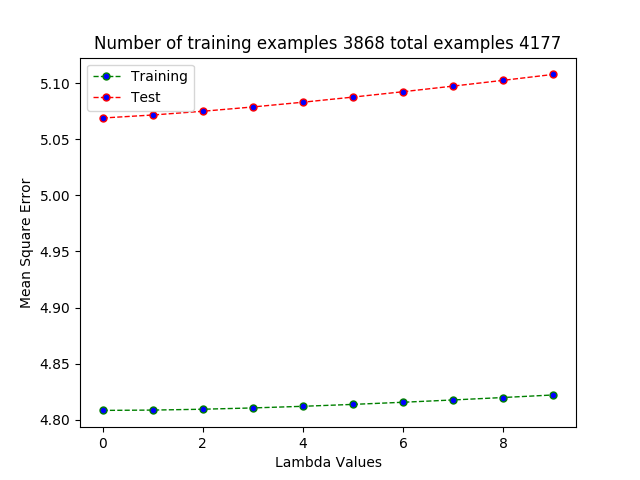 Number of training examples 3868 total examples 4177
Training
Test
5.10
5.05
5.00
4.95
4.90
4.85
4.80
Mean Square Error
0 2 4 6 8
Lambda Values